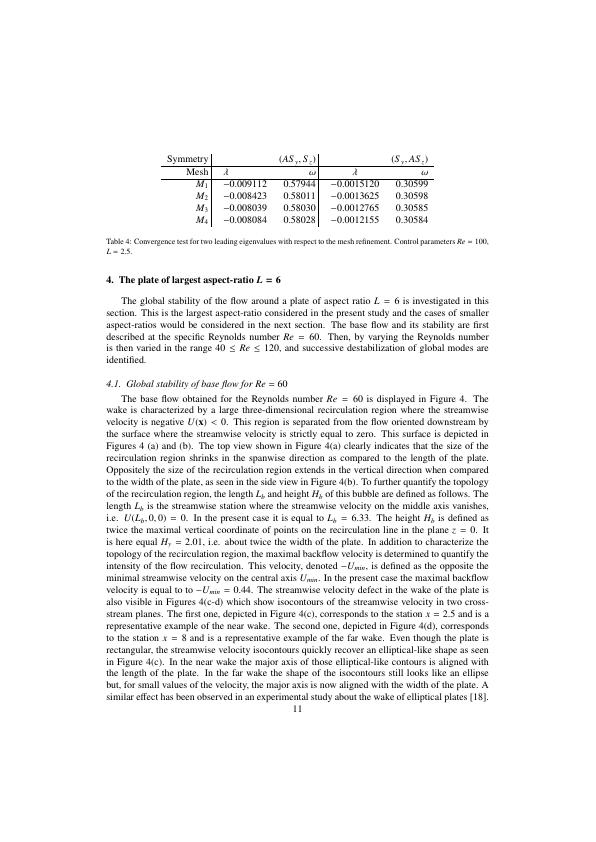 Symmetry (AS_y, S_z) (S_y, AS_z)
Mesh λ ω λ ω
M_1 −0.009112 0.57944 −0.0015120 0.30599
M_2 −0.008423 0.58011 −0.0013625 0.30598
M_3 −0.008039 0.58030 −0.0012765 0.30585
M_4 −0.008084 0.58028 −0.0012155 0.30584
Table 4: Convergence test for two leading eigenvalues with respect to the mesh refinement. Control parameters Re = 100,
L = 2.5.
4. The plate of largest aspect-ratio L = 6
The global stability of the flow around a plate of aspect ratio L = 6 is investigated in this
section. This is the largest aspect-ratio considered in the present study and the cases of smaller
aspect-ratios would be considered in the next section. The base flow and its stability are first
described at the specific Reynolds number Re = 60. Then, by varying the Reynolds number
is then varied in the range 40 ≤ Re ≤ 120, and successive destabilization of global modes are
identified.
4.1. Global stability of base flow for Re = 60
The base flow obtained for the Reynolds number Re = 60 is displayed in Figure 4. The
wake is characterized by a large three-dimensional recirculation region where the streamwise
velocity is negative U(x) < 0. This region is separated from the flow oriented downstream by
the surface where the streamwise velocity is strictly equal to zero. This surface is depicted in
Figures 4 (a) and (b). The top view shown in Figure 4(a) clearly indicates that the size of the
recirculation region shrinks in the spanwise direction as compared to the length of the plate.
Oppositely the size of the recirculation region extends in the vertical direction when compared
to the width of the plate, as seen in the side view in Figure 4(b). To further quantify the topology
of the recirculation region, the length L_b and height H_b of this bubble are defined as follows. The
length L_b is the streamwise station where the streamwise velocity on the middle axis vanishes,
i.e. U(L_b, 0, 0) = 0. In the present case it is equal to L_b = 6.33. The height H_b is defined as
twice the maximal vertical coordinate of points on the recirculation line in the plane z = 0. It
is here equal H_y = 2.01, i.e. about twice the width of the plate. In addition to characterize the
topology of the recirculation region, the maximal backflow velocity is determined to quantify the
intensity of the flow recirculation. This velocity, denoted −U_min, is defined as the opposite the
minimal streamwise velocity on the central axis U_min. In the present case the maximal backflow
velocity is equal to to −U_min = 0.44. The streamwise velocity defect in the wake of the plate is
also visible in Figures 4(c-d) which show isocontours of the streamwise velocity in two cross-
stream planes. The first one, depicted in Figure 4(c), corresponds to the station x = 2.5 and is a
representative example of the near wake. The second one, depicted in Figure 4(d), corresponds
to the station x = 8 and is a representative example of the far wake. Even though the plate is
rectangular, the streamwise velocity isocontours quickly recover an elliptical-like shape as seen
in Figure 4(c). In the near wake the major axis of those elliptical-like contours is aligned with
the length of the plate. In the far wake the shape of the isocontours still looks like an ellipse
but, for small values of the velocity, the major axis is now aligned with the width of the plate. A
similar effect has been observed in an experimental study about the wake of elliptical plates [18].
11